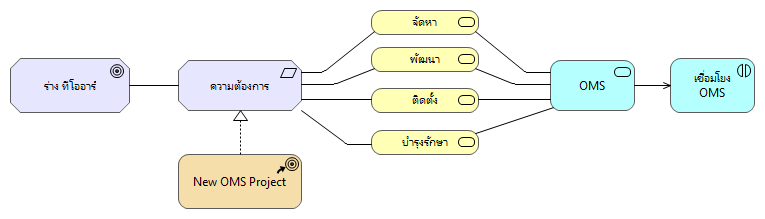 จัดหา
พัฒนา
ร่าง ทีโออาร์
ความต้องการ
ติดตั้ง
OMS
เชื่อมโยง
OMS
บำรุงรักษา
New OMS Project